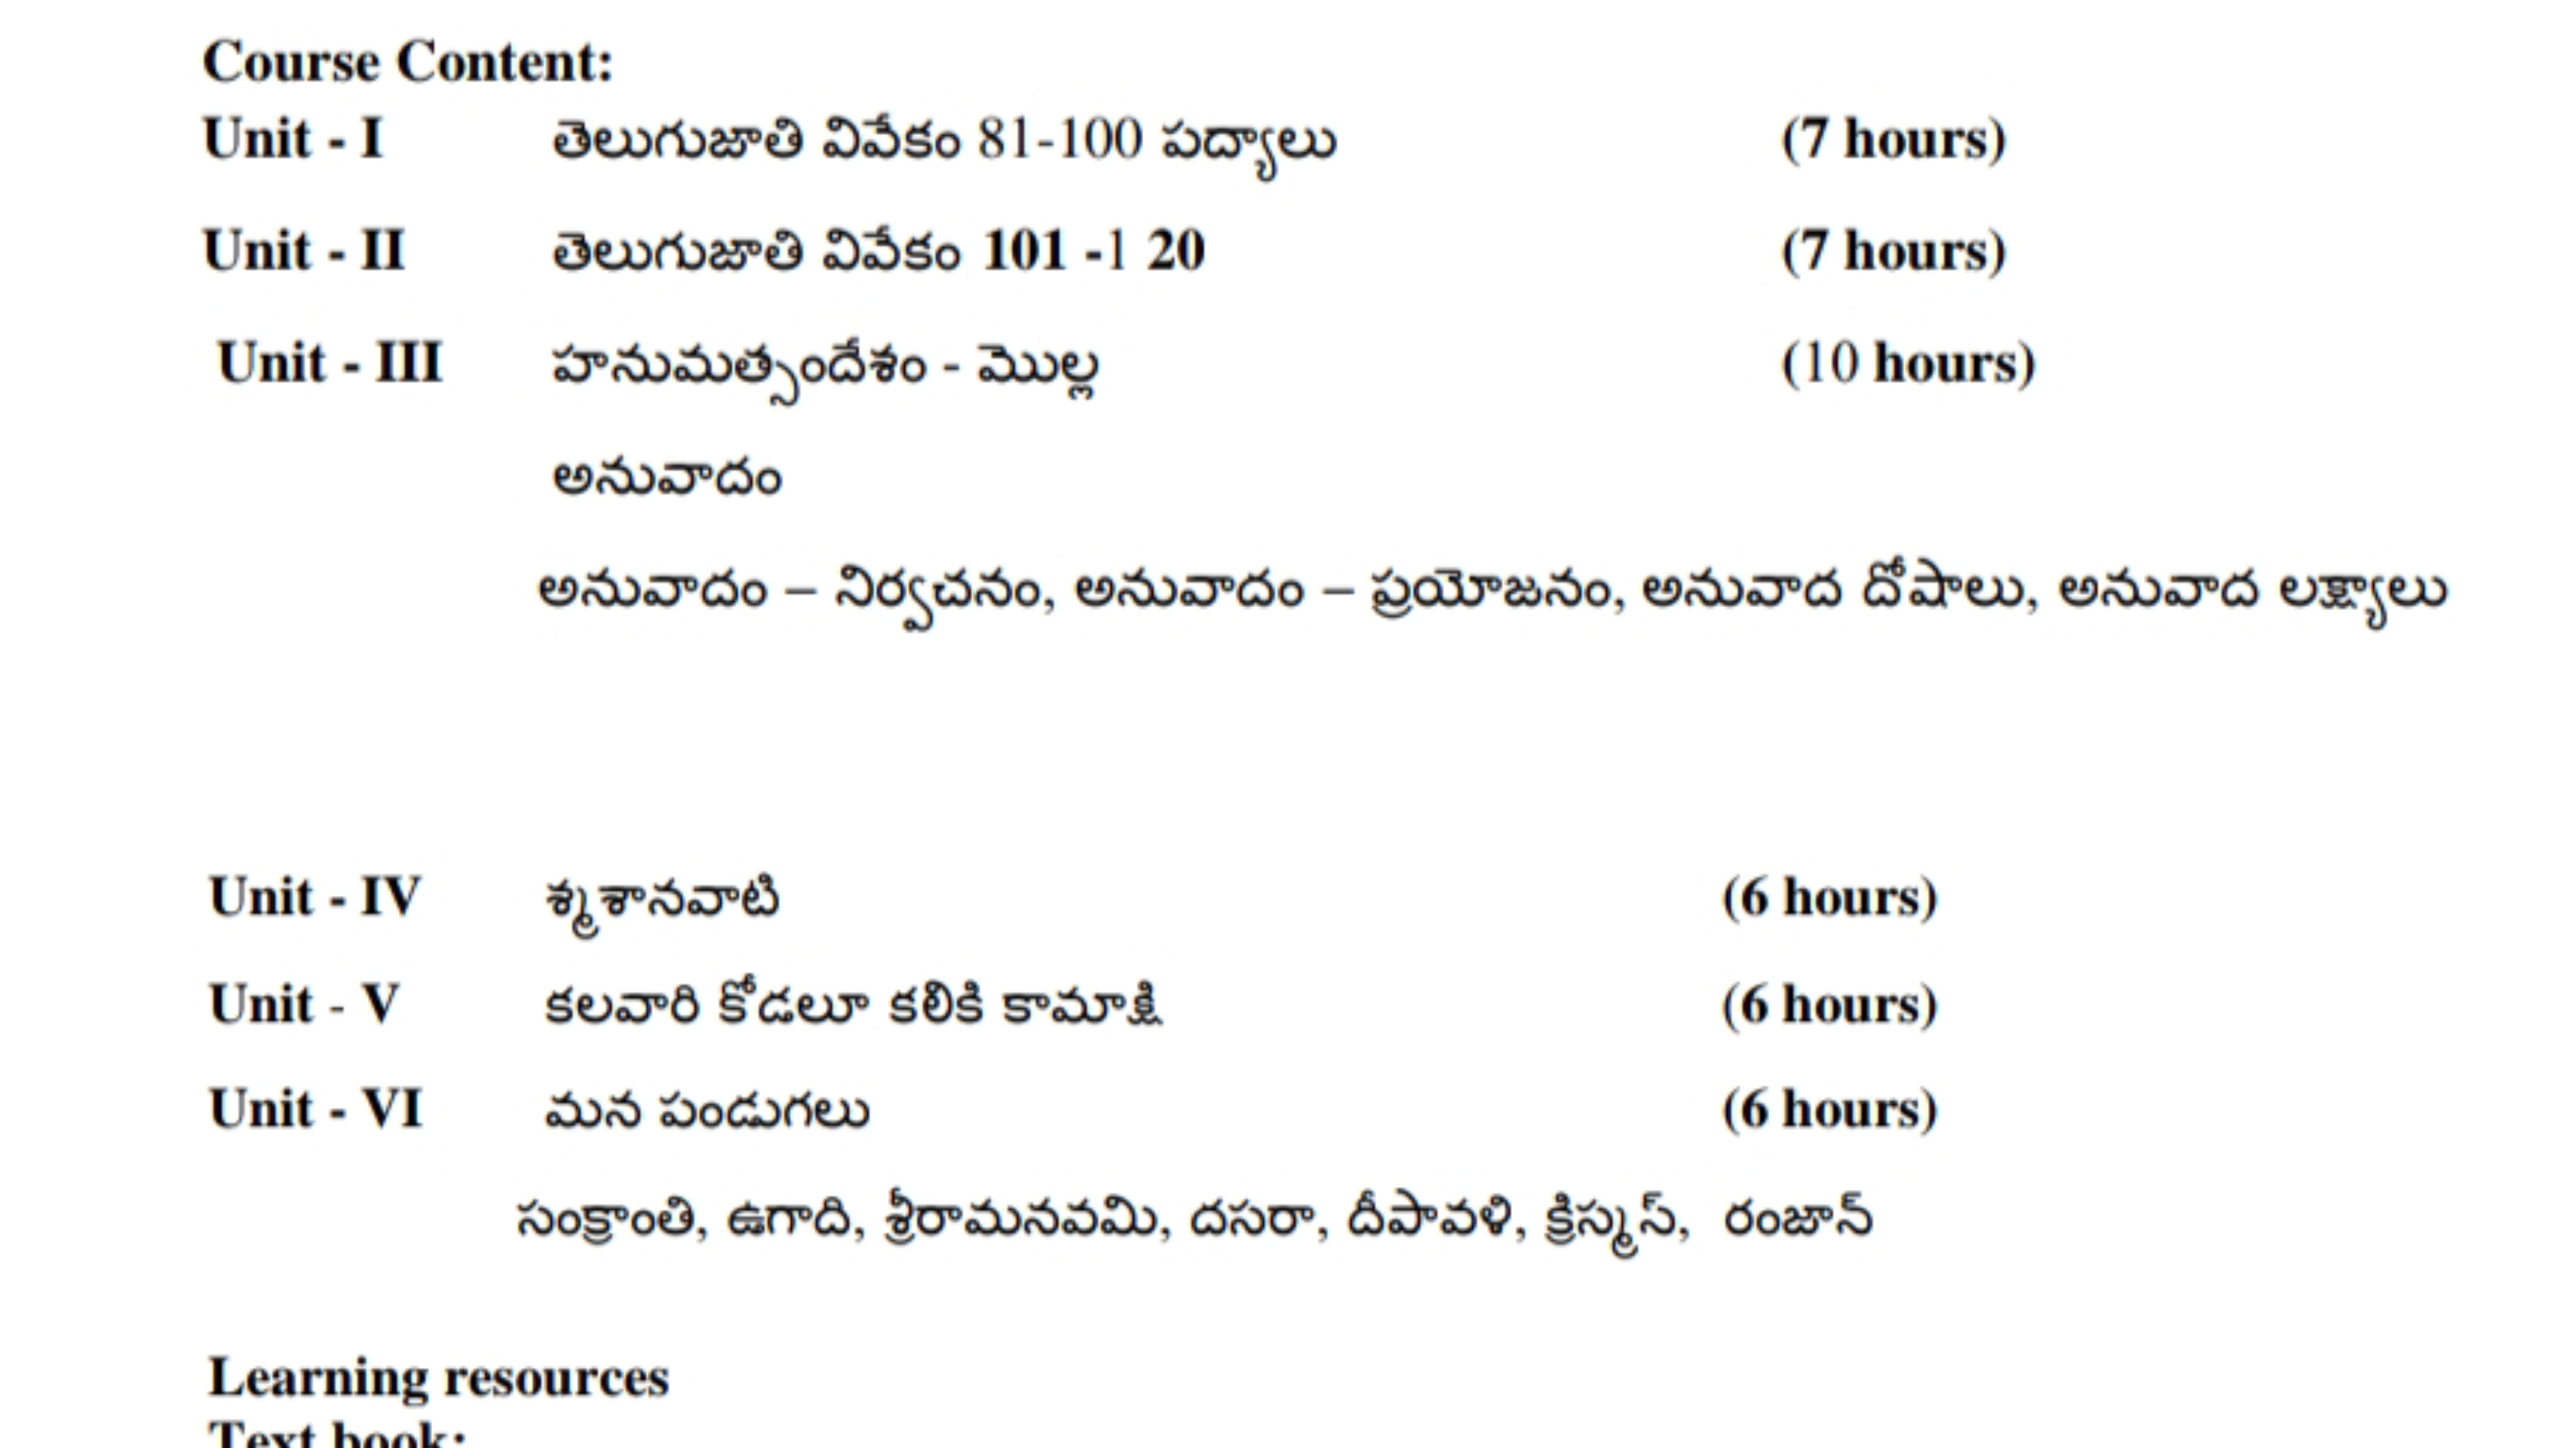 Course Content:
Unit - I తెలుగుజాతి వివేకం 81-100 పద్యాలు (7 hours)
Unit - II తెలుగుజాతి వివేకం 101 -1 20 (7 hours)
Unit - III హనుమత్సందేశం - మొల్ల (10 hours)
అనువాదం
అనువాదం – నిర్వచనం, అనువాదం – ప్రయోజనం, అనువాద దోషాలు, అనువాద లక్ష్యాలు
Unit - IV శ్మశానవాటి (6 hours)
Unit - V కలవారి కోడలూ కలికి కామాక్షి (6 hours)
Unit - VI మన పండుగలు (6 hours)
సంక్రాంతి, ఉగాది, శ్రీరామనవమి, దసరా, దీపావళి, క్రిస్మస్, రంజాన్
Learning resources
Text book: